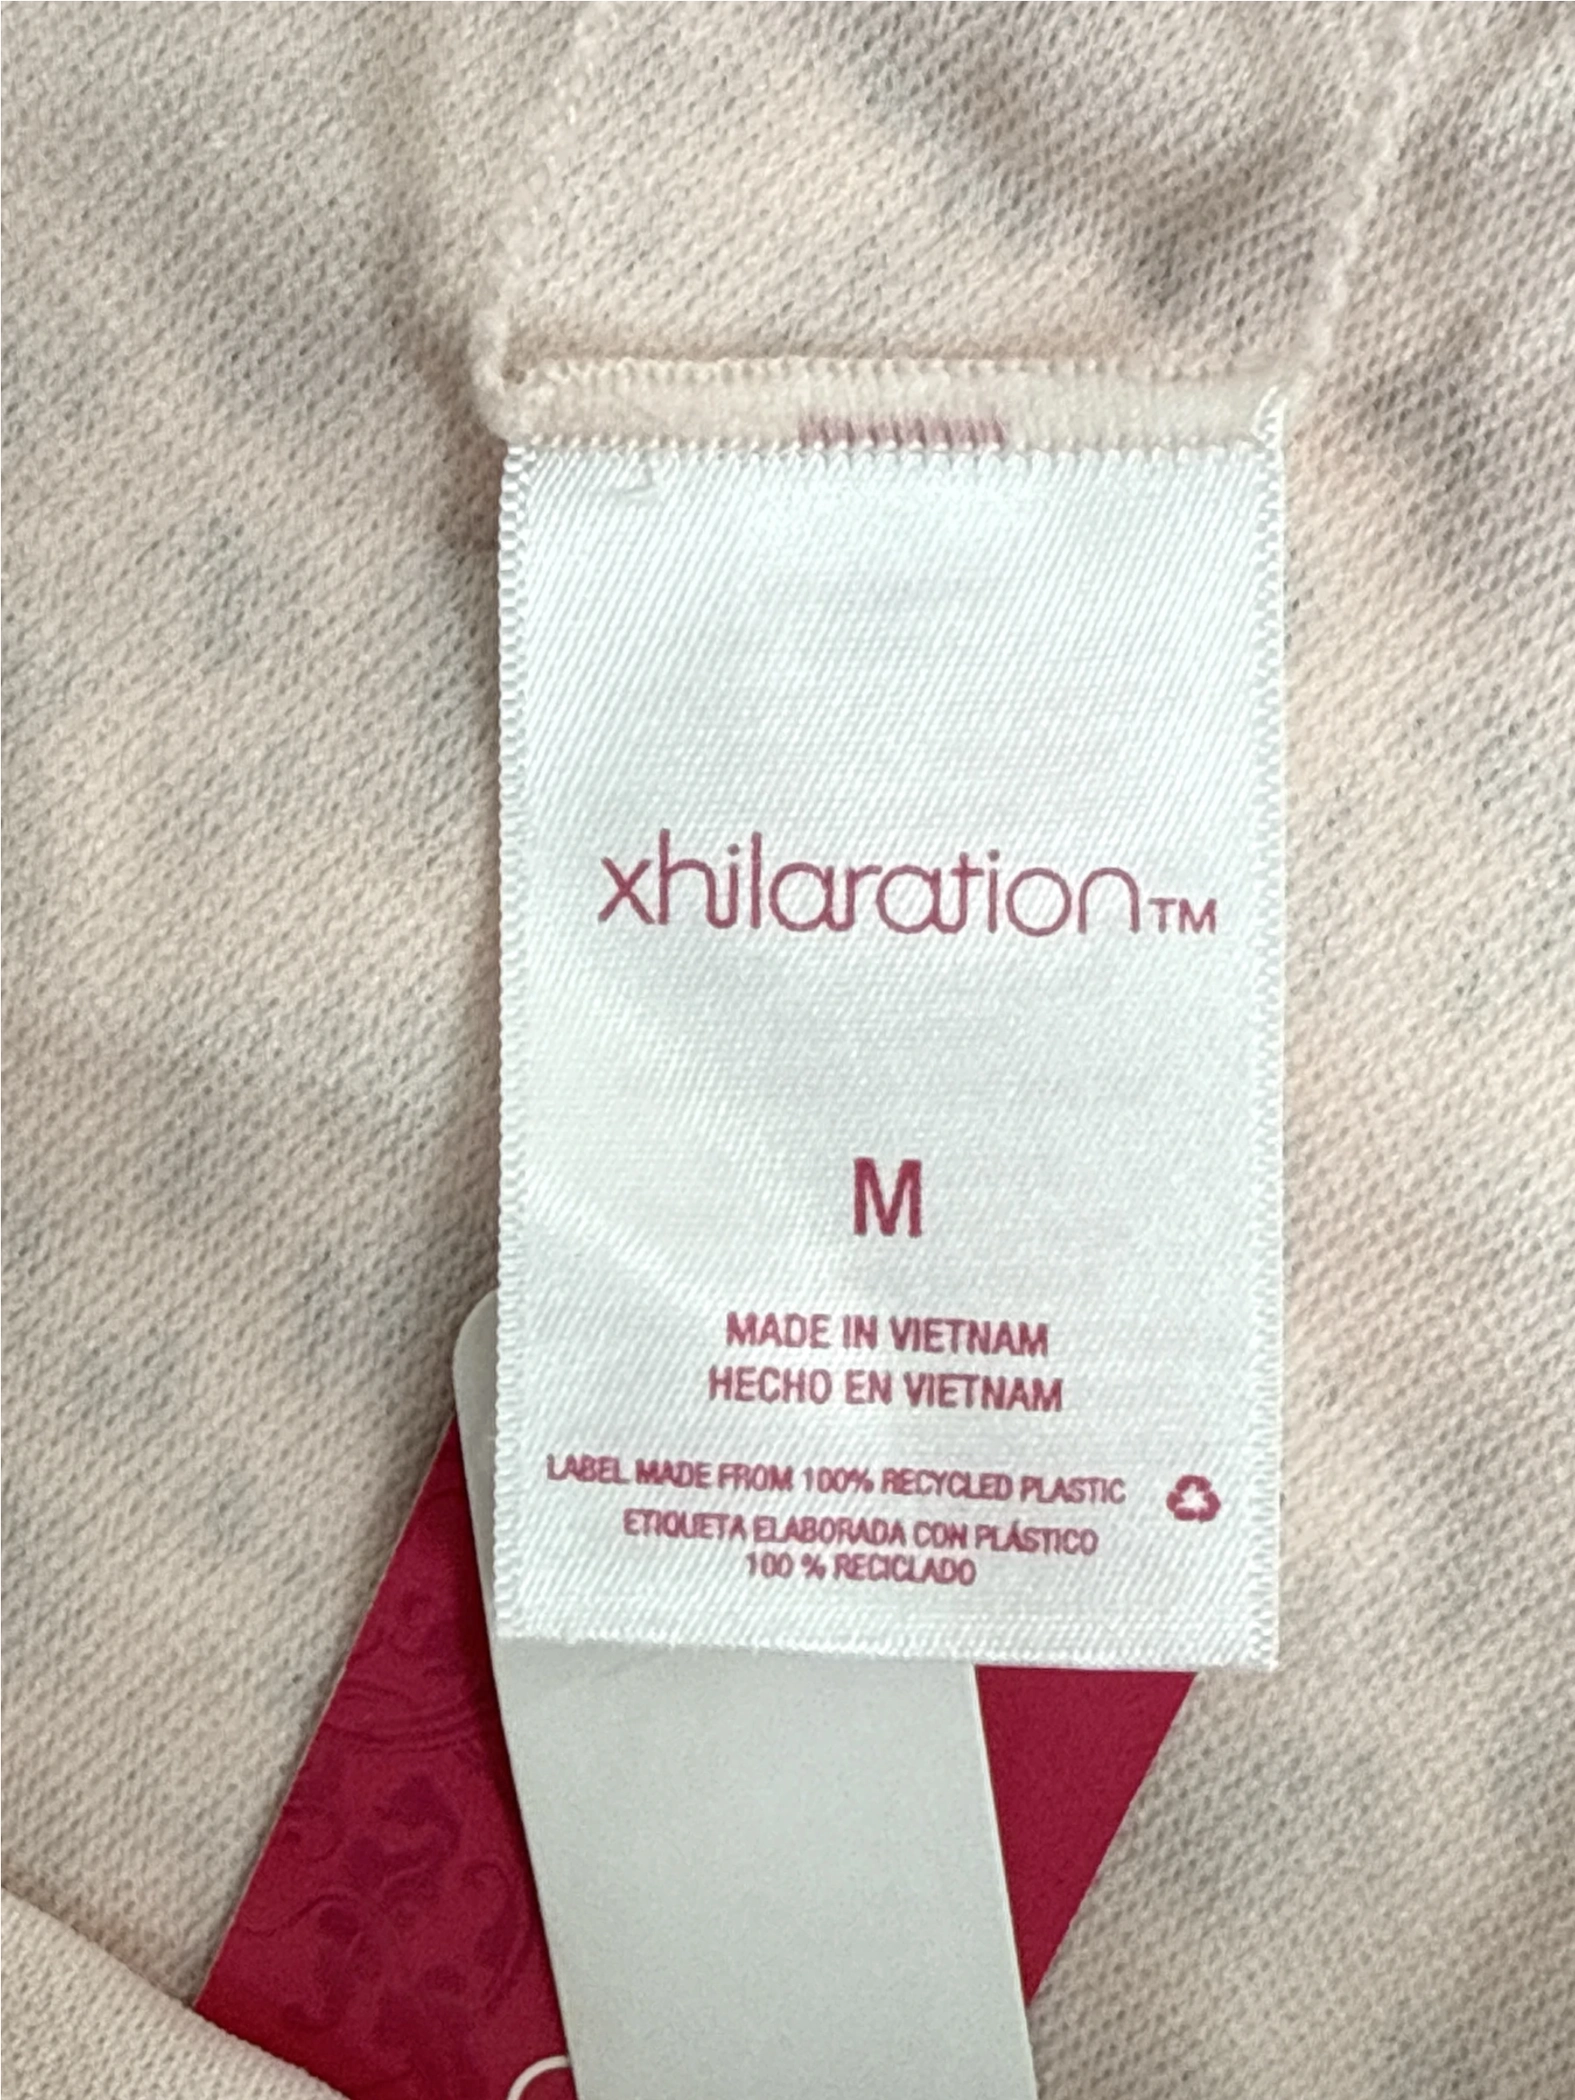 xhilaration™
M
MADE IN VIETNAM
HECHO EN VIETNAM
LABEL MADE FROM 100% RECYCLED PLASTIC
ETIQUETA ELABORADA CON PLÁSTICO
100 % RECICLADO